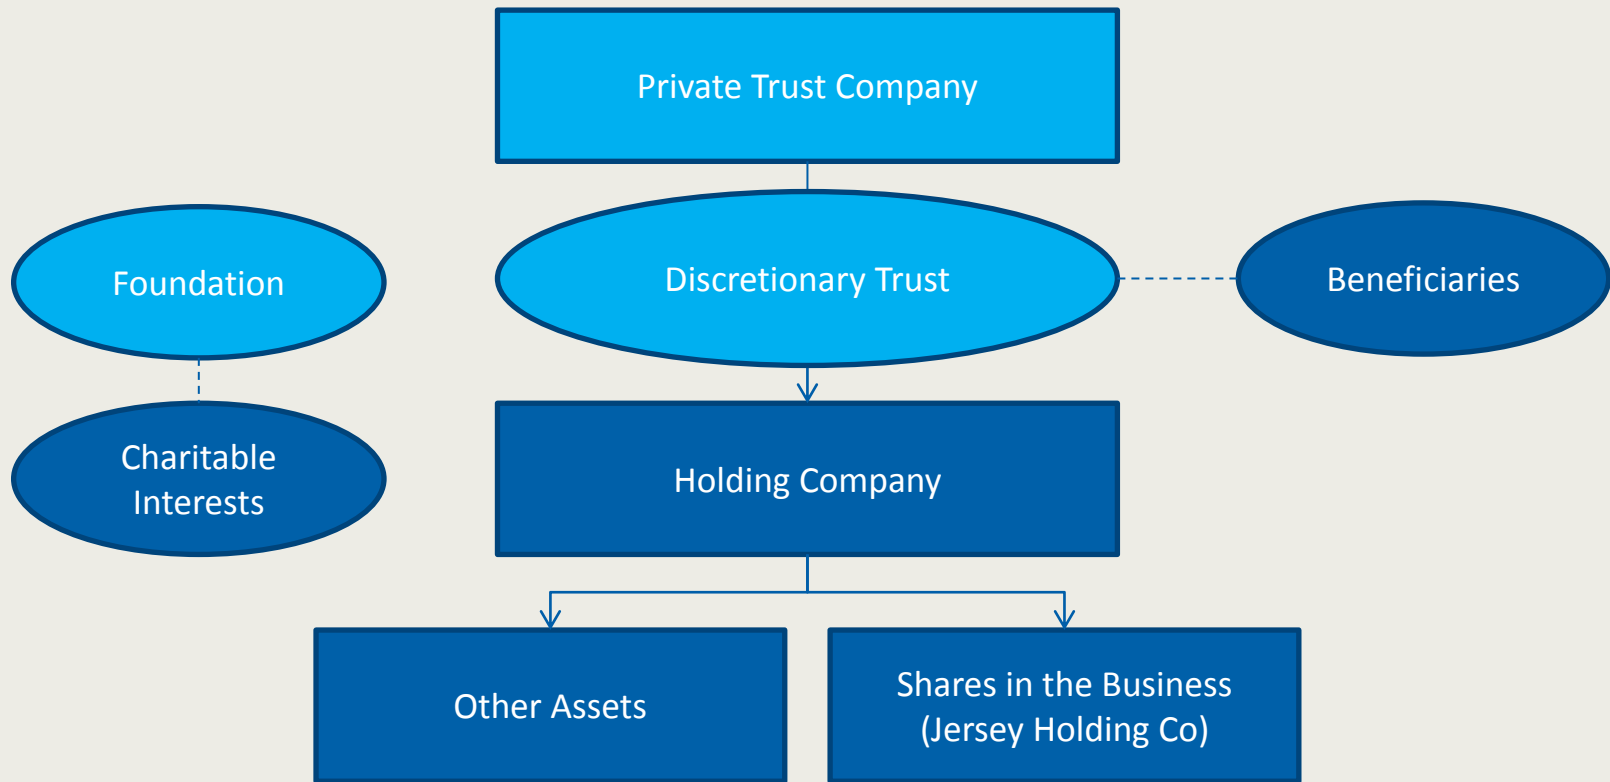 Private Trust Company
Foundation
Discretionary Trust
Beneficiaries
Charitable
Interests
Holding Company
Other Assets
Shares in the Business
(Jersey Holding Co)